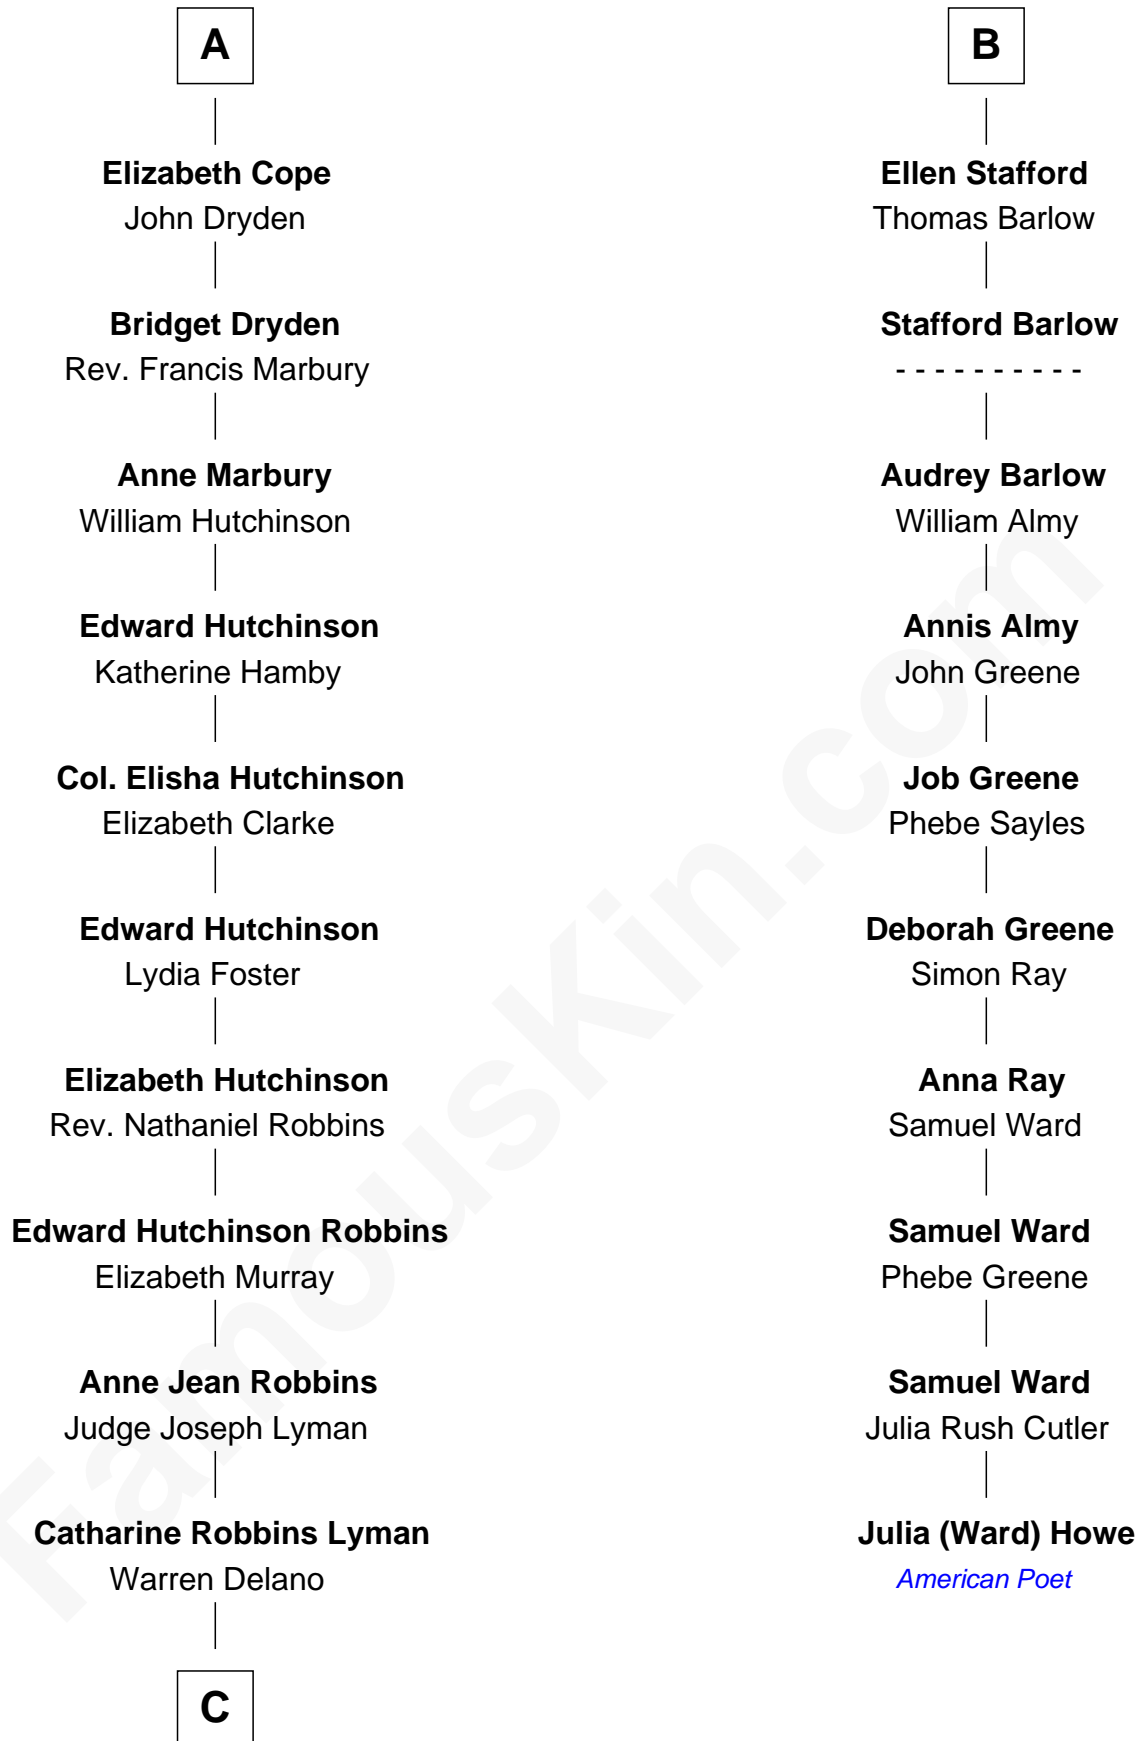 A
Elizabeth Cope
John Dryden
Bridget Dryden
Rev. Francis Marbury
Anne Marbury
William Hutchinson
Edward Hutchinson
Katherine Hamby
Col. Elisha Hutchinson
Elizabeth Clarke
Edward Hutchinson
Lydia Foster
Elizabeth Hutchinson
Rev. Nathaniel Robbins
Edward Hutchinson Robbins
Elizabeth Murray
Anne Jean Robbins
Judge Joseph Lyman
Catharine Robbins Lyman
Warren Delano
C
B
Ellen Stafford
Thomas Barlow
Stafford Barlow
- - - - - - - - - -
Audrey Barlow
William Almy
Annis Almy
John Greene
Job Greene
Phebe Sayles
Deborah Greene
Simon Ray
Anna Ray
Samuel Ward
Samuel Ward
Phebe Greene
Samuel Ward
Julia Rush Cutler
Julia (Ward) Howe
American Poet
FamousKin.com